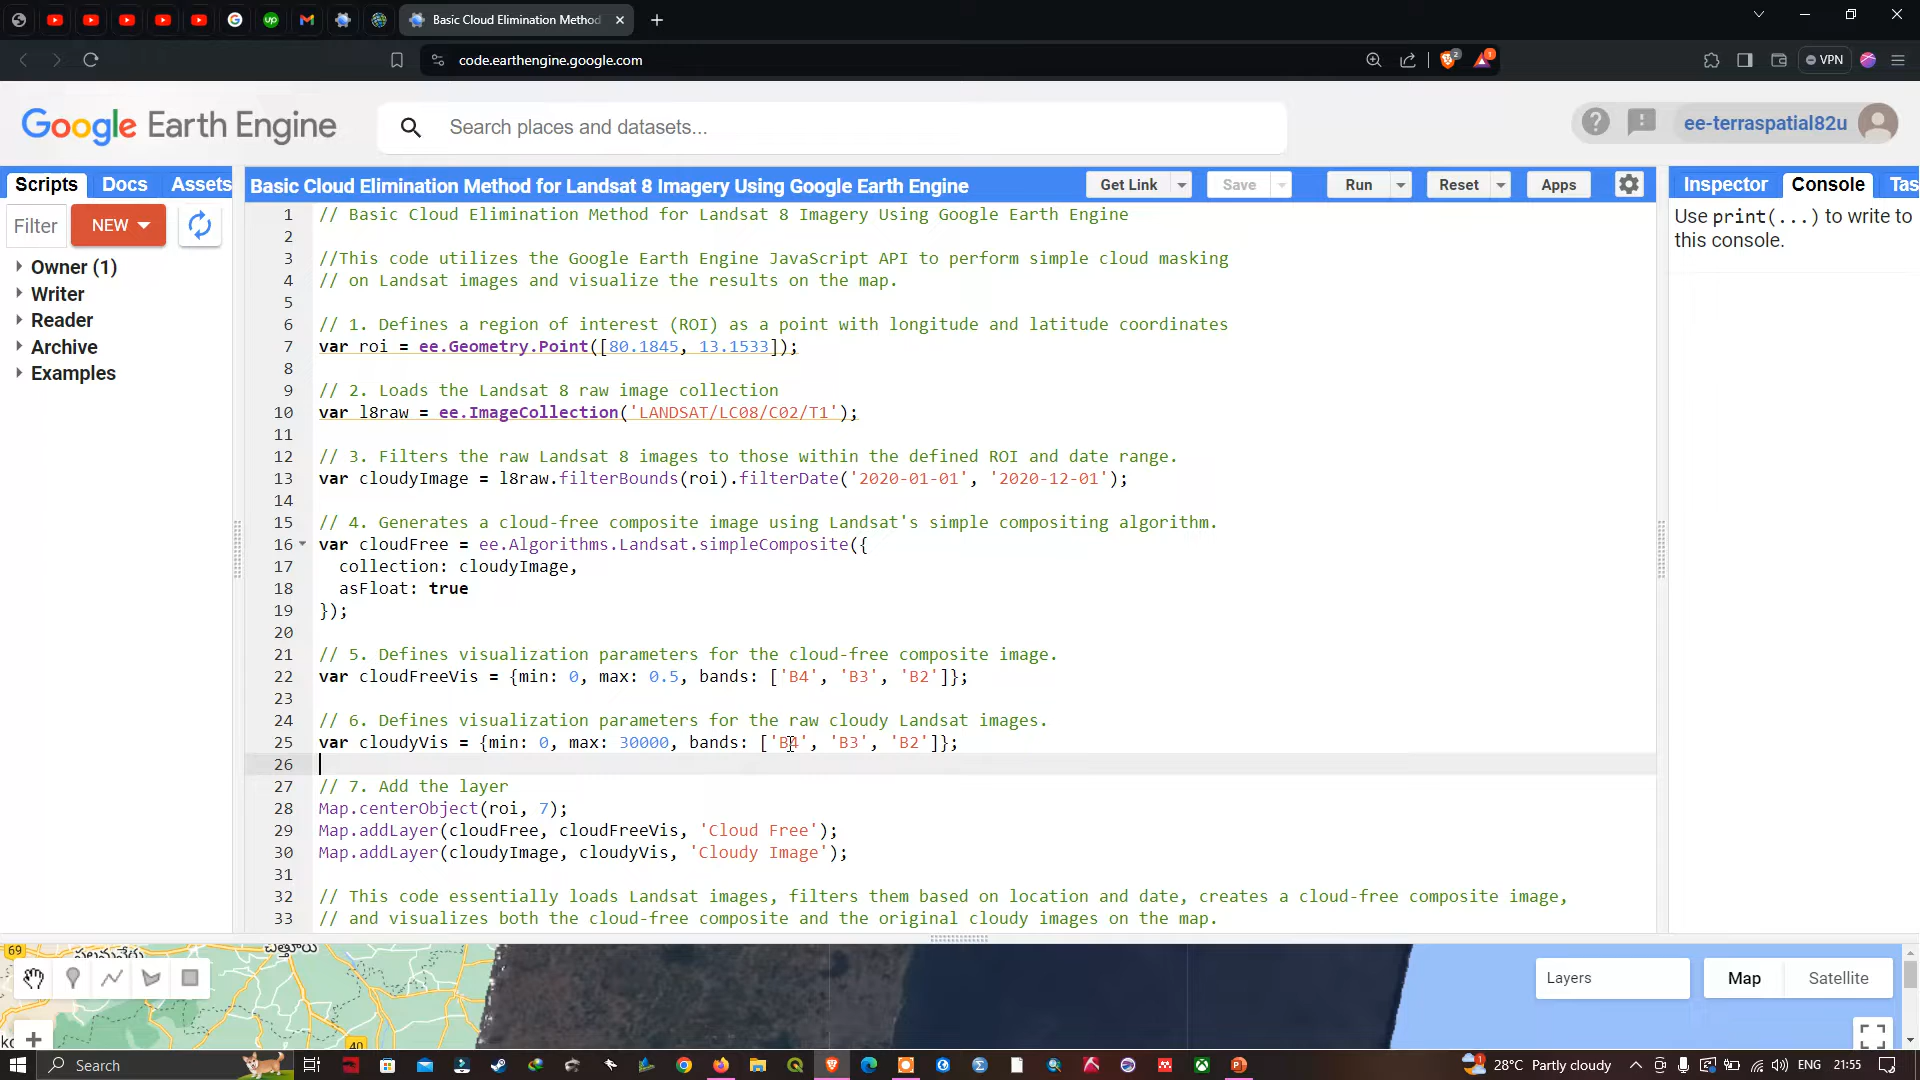 Basic Cloud Elimination Method
code.earthengine.google.com
VPN
Google Earth Engine
Search places and datasets...
ee-terraspatial82u
Scripts Docs Assets
Basic Cloud Elimination Method for Landsat 8 Imagery Using Google Earth Engine
Get Link Save Run Reset Apps
Inspector Console Tas
Filter NEW
Use print(...) to write to
this console.
Owner (1)
Writer
Reader
Archive
Examples
1 // Basic Cloud Elimination Method for Landsat 8 Imagery Using Google Earth Engine
2
3 //This code utilizes the Google Earth Engine JavaScript API to perform simple cloud masking
4 // on Landsat images and visualize the results on the map.
5
6 // 1. Defines a region of interest (ROI) as a point with longitude and latitude coordinates
7 var roi = ee.Geometry.Point([80.1845, 13.1533]);
8
9 // 2. Loads the Landsat 8 raw image collection
10 var l8raw = ee.ImageCollection('LANDSAT/LC08/C02/T1');
11
12 // 3. Filters the raw Landsat 8 images to those within the defined ROI and date range.
13 var cloudyImage = l8raw.filterBounds(roi).filterDate('2020-01-01', '2020-12-01');
14
15 // 4. Generates a cloud-free composite image using Landsat's simple compositing algorithm.
16 var cloudFree = ee.Algorithms.Landsat.simpleComposite({
17 collection: cloudyImage,
18 asFloat: true
19 });
20
21 // 5. Defines visualization parameters for the cloud-free composite image.
22 var cloudFreeVis = {min: 0, max: 0.5, bands: ['B4', 'B3', 'B2']};
23
24 // 6. Defines visualization parameters for the raw cloudy Landsat images.
25 var cloudyVis = {min: 0, max: 30000, bands: ['B4', 'B3', 'B2']};
26
27 // 7. Add the layer
28 Map.centerObject(roi, 7);
29 Map.addLayer(cloudFree, cloudFreeVis, 'Cloud Free');
30 Map.addLayer(cloudyImage, cloudyVis, 'Cloudy Image');
31
32 // This code essentially loads Landsat images, filters them based on location and date, creates a cloud-free composite image,
33 // and visualizes both the cloud-free composite and the original cloudy images on the map.
69
40
Layers
Map Satellite
Search
28°C Partly cloudy
ENG 21:55